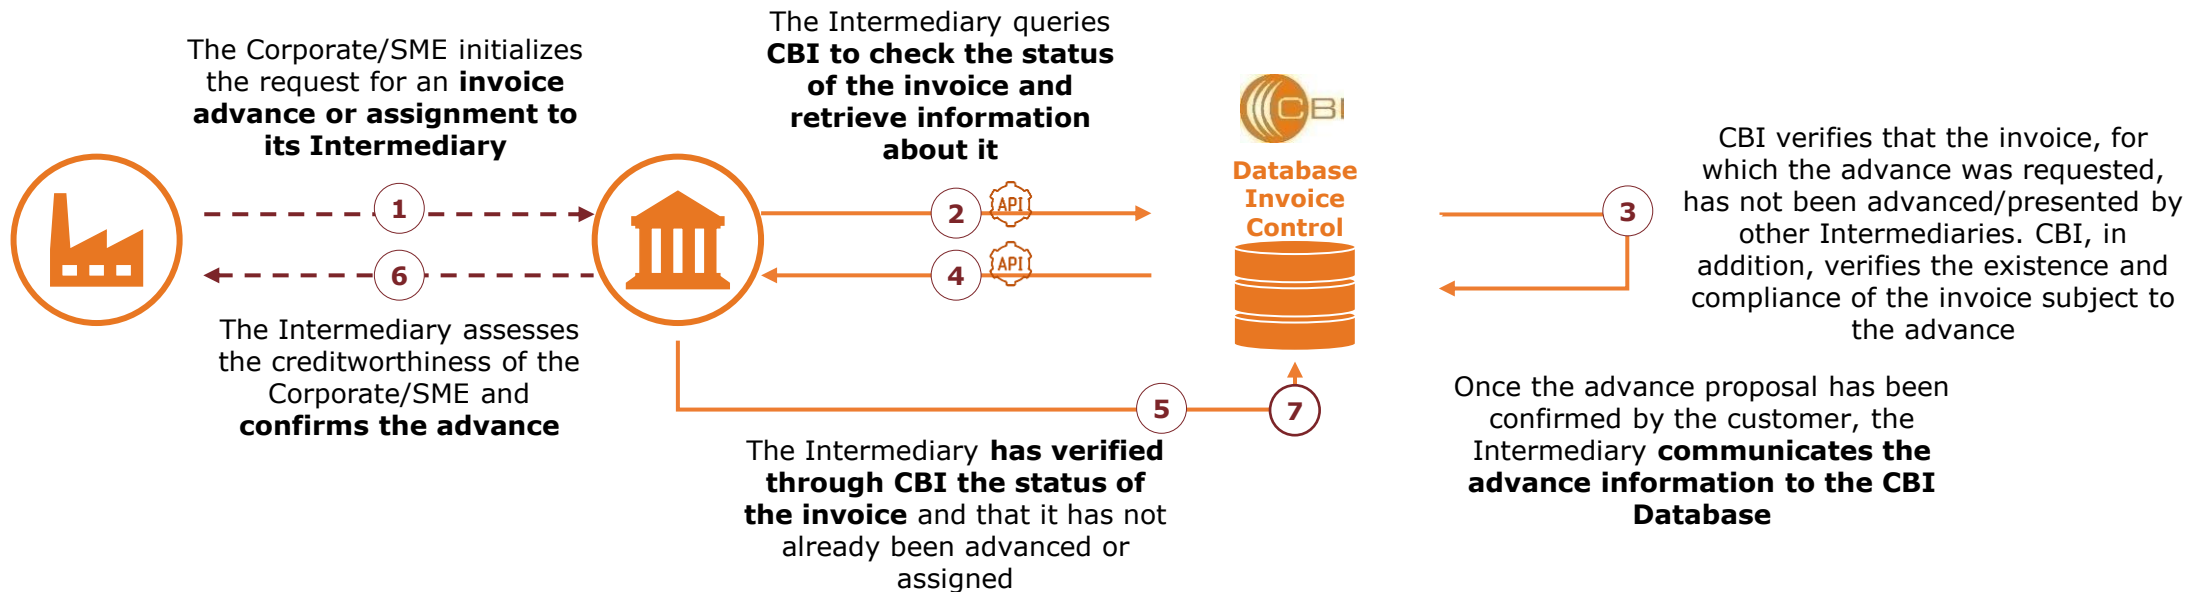 The Corporate/SME initializes
the request for an invoice
advance or assignment to
its Intermediary
The Intermediary queries
CBI to check the status
of the invoice and
retrieve information
about it
CBI
Database
Invoice
Control
1
2
API
3
CBI verifies that the invoice, for
which the advance was requested,
has not been advanced/presented by
other Intermediaries. CBI, in
addition, verifies the existence and
compliance of the invoice subject to
the advance
6
4
API
The Intermediary assesses
the creditworthiness of the
Corporate/SME and
confirms the advance
5
7
The Intermediary has verified
through CBI the status of
the invoice and that it has not
already been advanced or
assigned
Once the advance proposal has been
confirmed by the customer, the
Intermediary communicates the
advance information to the CBI
Database